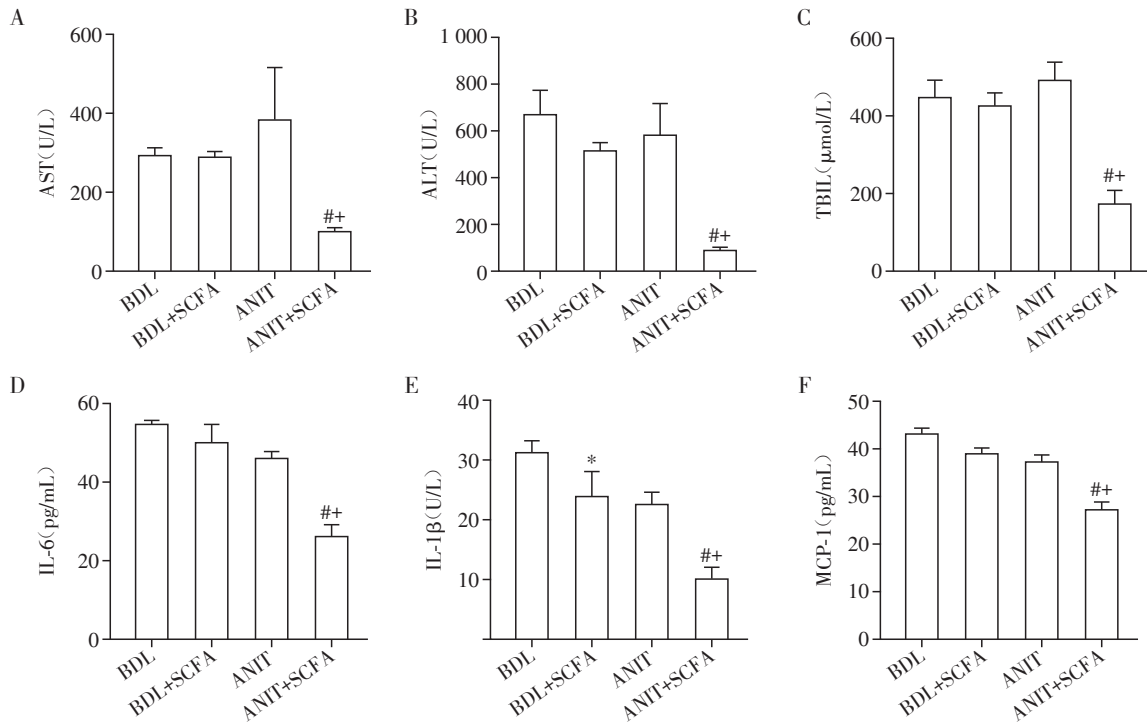 A
AST(U/L)
600
400
200
0
#+
BDL
BDL+SCFA
ANIT
ANIT+SCFA
B
ALT(U/L)
1 000
800
600
400
200
0
#+
BDL
BDL+SCFA
ANIT
ANIT+SCFA
C
TBIL(μmol/L)
600
400
200
0
#+
BDL
BDL+SCFA
ANIT
ANIT+SCFA
D
IL-6(pg/mL)
60
40
20
0
#+
BDL
BDL+SCFA
ANIT
ANIT+SCFA
E
IL-1β(U/L)
40
30
20
10
*
#+
BDL
BDL+SCFA
ANIT
ANIT+SCFA
F
MCP-1(pg/mL)
50
40
30
20
10
0
#+
BDL
BDL+SCFA
ANIT
ANIT+SCFA